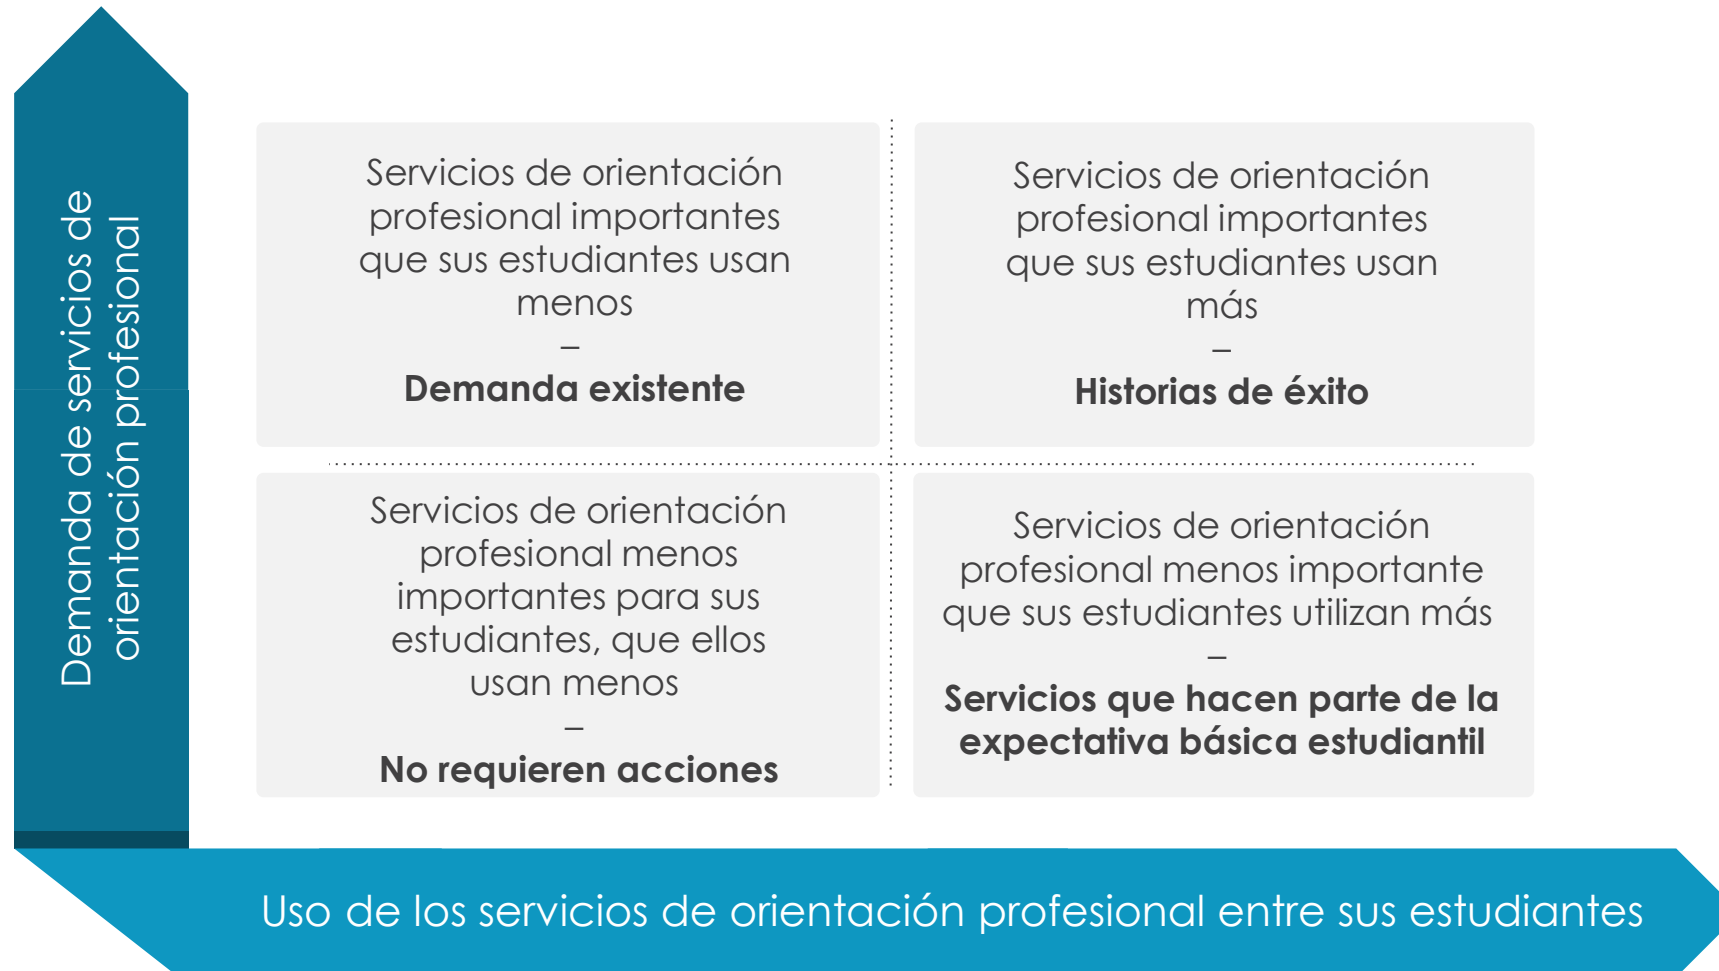 Demanda de servicios de
orientación profesional
Servicios de orientación
profesional importantes
que sus estudiantes usan
menos
–
Demanda existente
Servicios de orientación
profesional importantes
que sus estudiantes usan
más
–
Historias de éxito
Servicios de orientación
profesional menos
importantes para sus
estudiantes, que ellos
usan menos
–
No requieren acciones
Servicios de orientación
profesional menos importante
que sus estudiantes utilizan más
–
Servicios que hacen parte de la
expectativa básica estudiantil
Uso de los servicios de orientación profesional entre sus estudiantes